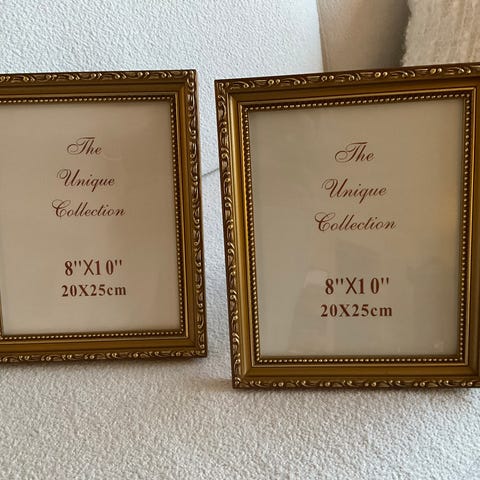 The
Unique
Collection
8"X10"
20X25cm
The
Unique
Collection
8"X10"
20X25cm